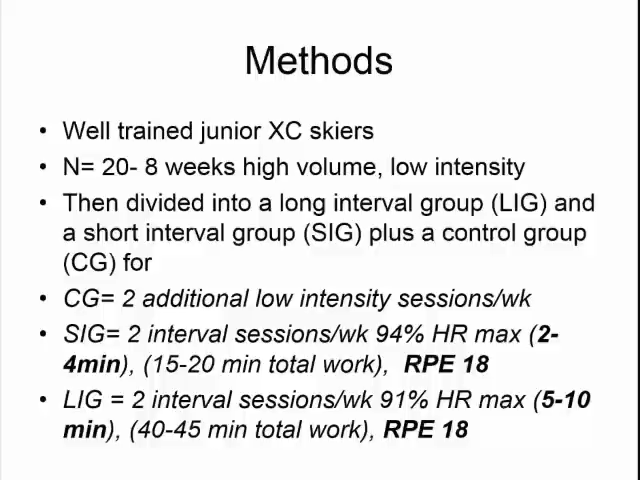 Methods
• Well trained junior XC skiers
• N= 20- 8 weeks high volume, low intensity
• Then divided into a long interval group (LIG) and
a short interval group (SIG) plus a control group
(CG) for
• CG= 2 additional low intensity sessions/wk
• SIG= 2 interval sessions/wk 94% HR max (2-
4min), (15-20 min total work), RPE 18
• LIG = 2 interval sessions/wk 91% HR max (5-10
min), (40-45 min total work), RPE 18